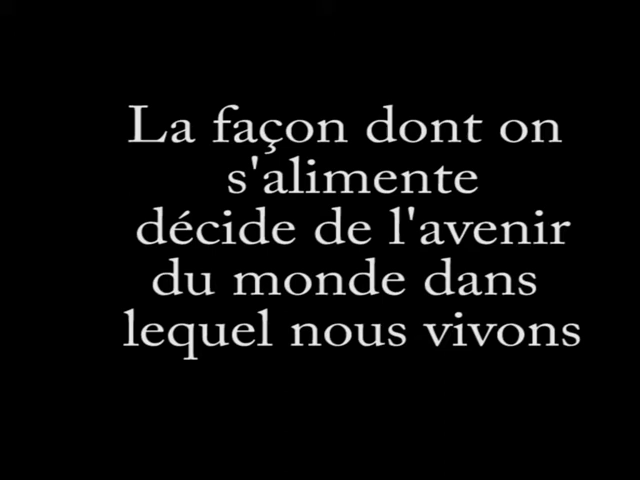 La façon dont on
s'alimente
décide de l'avenir
du monde dans
lequel nous vivons